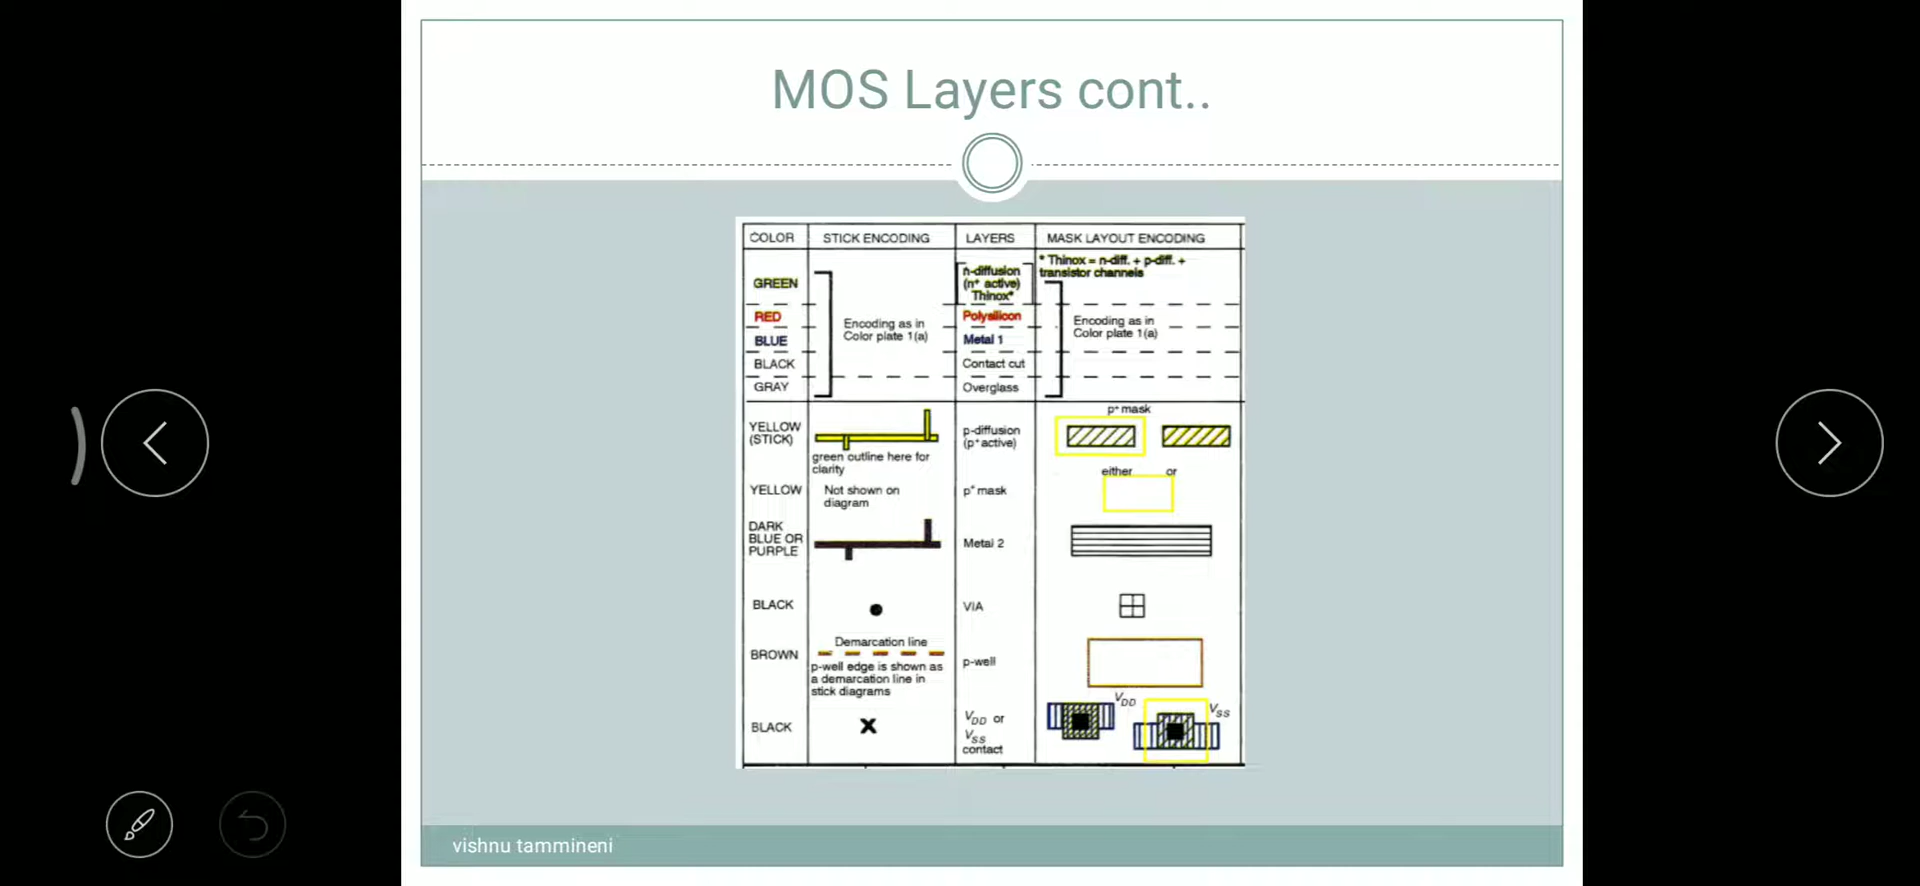 MOS Layers cont..
COLOR STICK ENCODING LAYERS MASK LAYOUT ENCODING
* Thinox = n-diff. + p-diff. +
transistor channels
GREEN
n-diffusion
(n+ active)
Thinox*
RED
Polysilicon
Encoding as in
Color plate 1(a)
Encoding as in
Color plate 1(a)
BLUE
Metal 1
BLACK
Contact cut
GRAY
Overglass
p+ mask
YELLOW
(STICK)
green outline here for
clarity
p-diffusion
(p+ active)
either or
YELLOW
Not shown on
diagram
p+ mask
DARK
BLUE OR
PURPLE
Metal 2
BLACK
VIA
BROWN
Demarcation line
p-well edge is shown as
a demarcation line in
stick diagrams
p-well
BLACK
X
VDD or
VSS
contact
VDD
VSS
vishnu tammineni